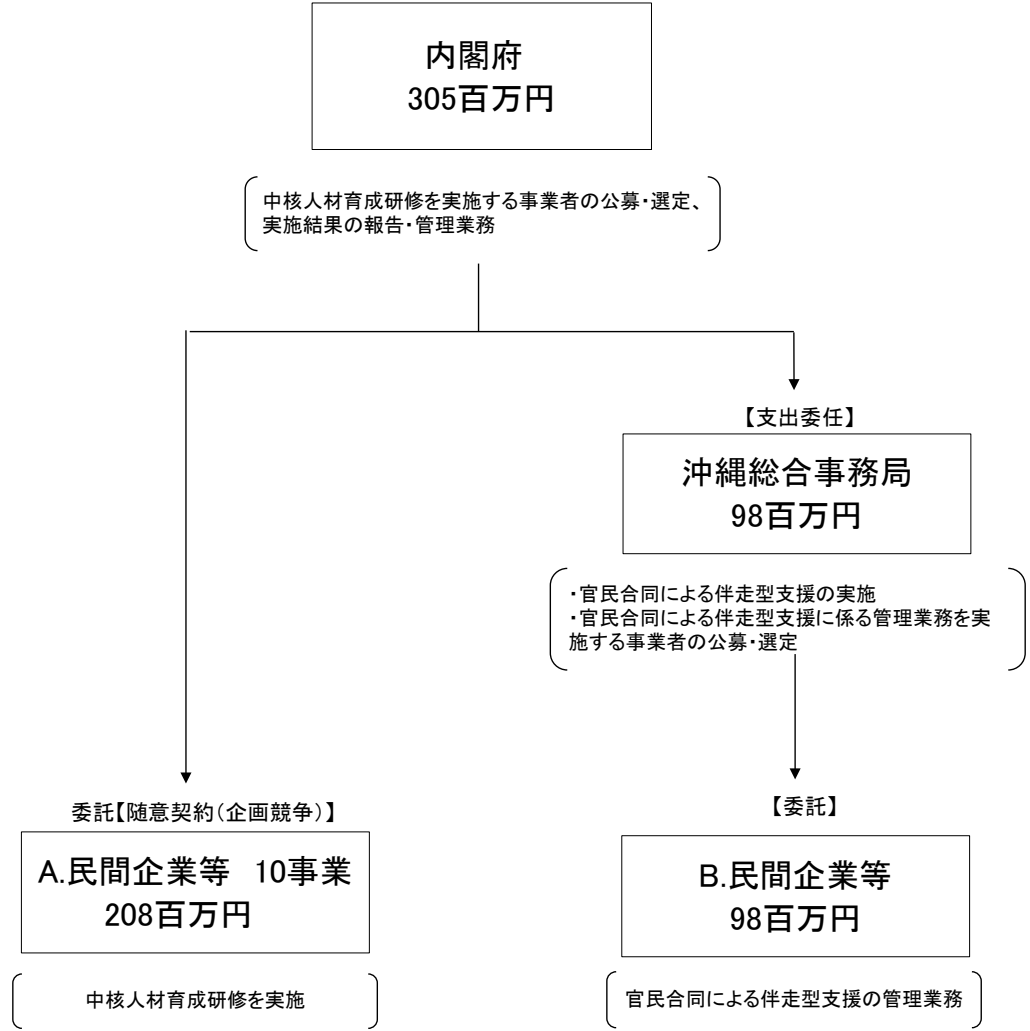 内閣府
305百万円
中核人材育成研修を実施する事業者の公募・選定、
実施結果の報告・管理業務
【支出委任】
沖縄総合事務局
98百万円
・官民合同による伴走型支援の実施
・官民合同による伴走型支援に係る管理業務を実
施する事業者の公募・選定
委託【随意契約(企画競争)】
A.民間企業等　10事業
208百万円
中核人材育成研修を実施
【委託】
B.民間企業等
98百万円
官民合同による伴走型支援の管理業務